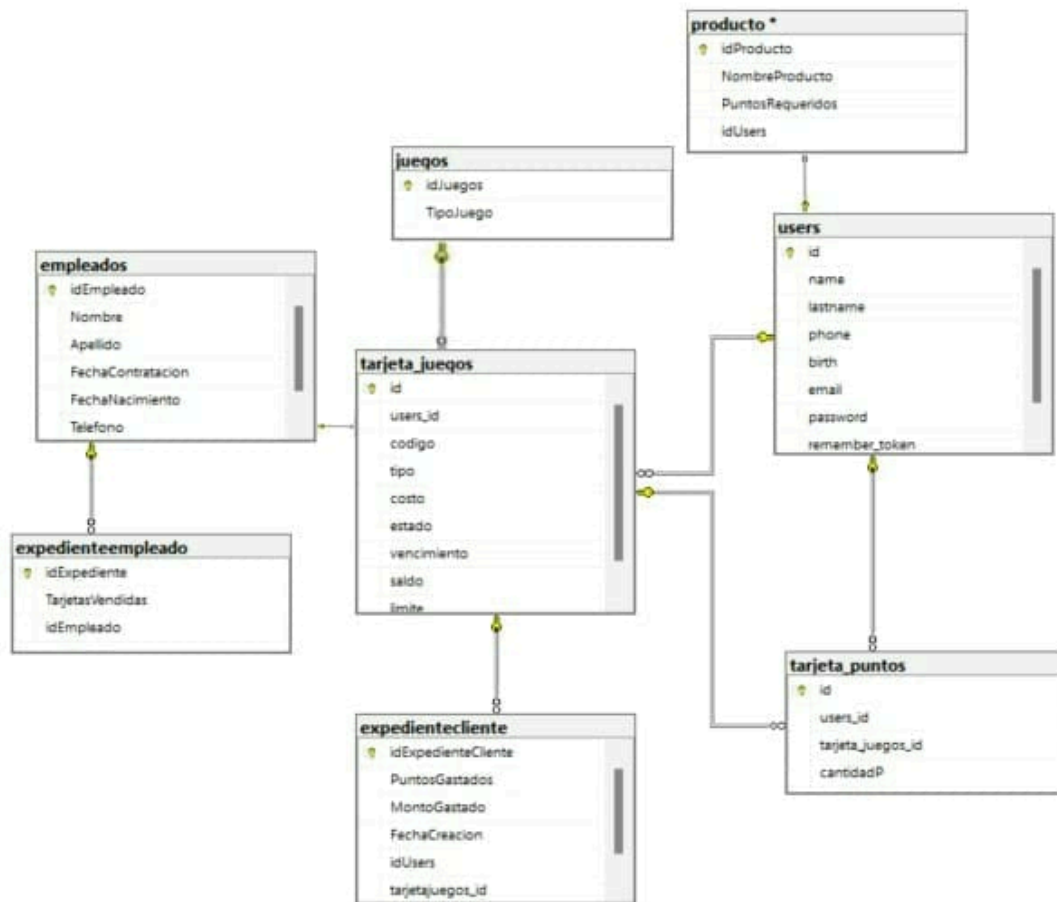 producto *
idProducto
NombreProducto
PuntosRequeridos
idUsers
juegos
idJuegos
TipoJuego
users
id
name
lastname
phone
birth
email
password
remember_token
empleados
idEmpleado
Nombre
Apellido
FechaContratacion
FechaNacimiento
Telefono
tarjeta_juegos
id
users_id
codigo
tipo
costo
estado
vencimiento
saldo
limite
expedienteempleado
idExpediente
TarjetasVendidas
idEmpleado
tarjeta_puntos
id
users_id
tarjeta_juegos_id
cantidadP
expedientecliente
idExpedienteCliente
PuntosGastados
MontoGastado
FechaCreacion
idUsers
tarjetajuegos_id